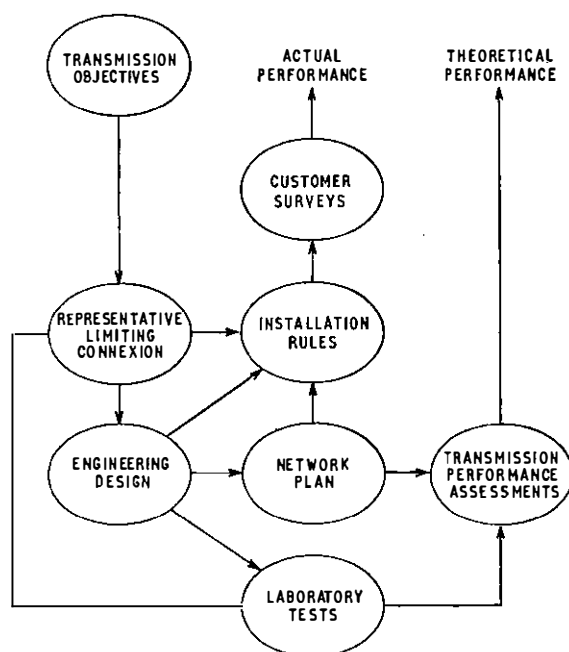 TRANSMISSION
OBJECTIVES
ACTUAL
PERFORMANCE
THEORETICAL
PERFORMANCE
CUSTOMER
SURVEYS
REPRESENTATIVE
LIMITING
CONNEXION
INSTALLATION
RULES
ENGINEERING
DESIGN
NETWORK
PLAN
TRANSMISSION
PERFORMANCE
ASSESSMENTS
LABORATORY
TESTS